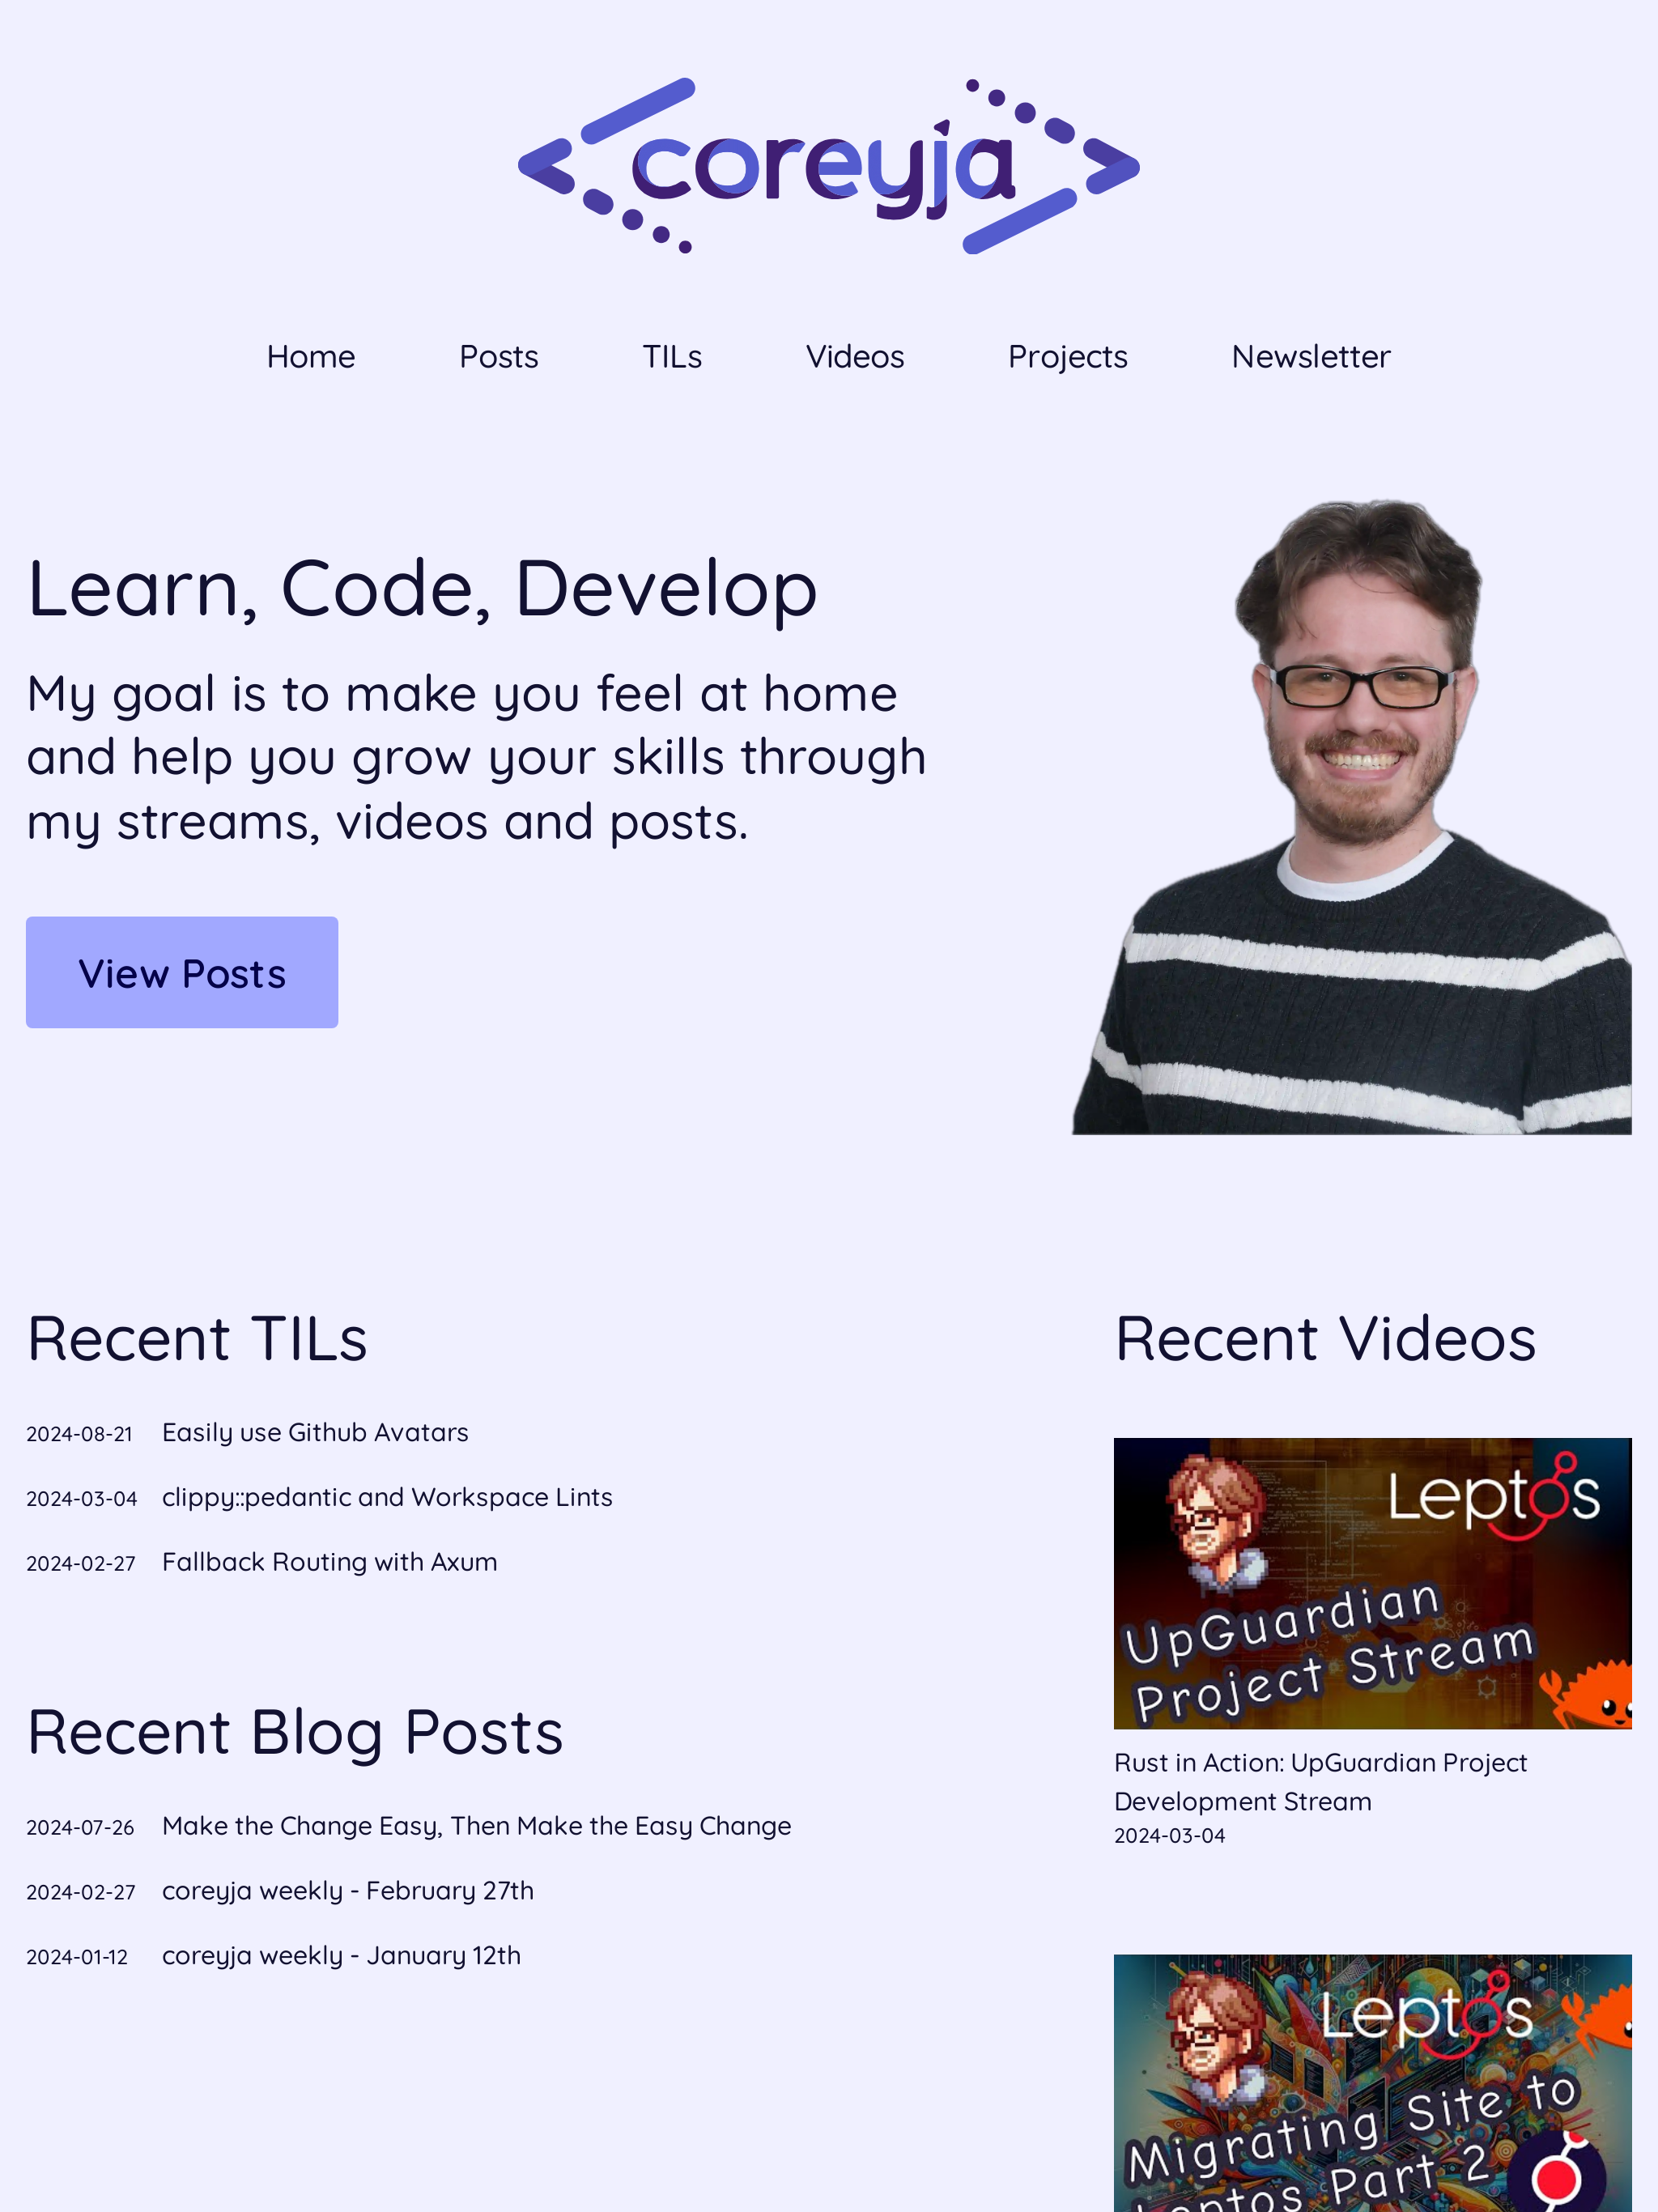 coreyja
Home Posts TILs Videos Projects Newsletter
Learn, Code, Develop
My goal is to make you feel at home
and help you grow your skills through
my streams, videos and posts.
View Posts
Recent TILs
2024-08-21 Easily use Github Avatars
2024-03-04 clippy::pedantic and Workspace Lints
2024-02-27 Fallback Routing with Axum
Recent Blog Posts
2024-07-26 Make the Change Easy, Then Make the Easy Change
2024-02-27 coreyja weekly - February 27th
2024-01-12 coreyja weekly - January 12th
Recent Videos
Leptos
UpGuardian
Project Stream
Rust in Action: UpGuardian Project
Development Stream
2024-03-04
Leptos
Migrating Site to
Leptos Part 2